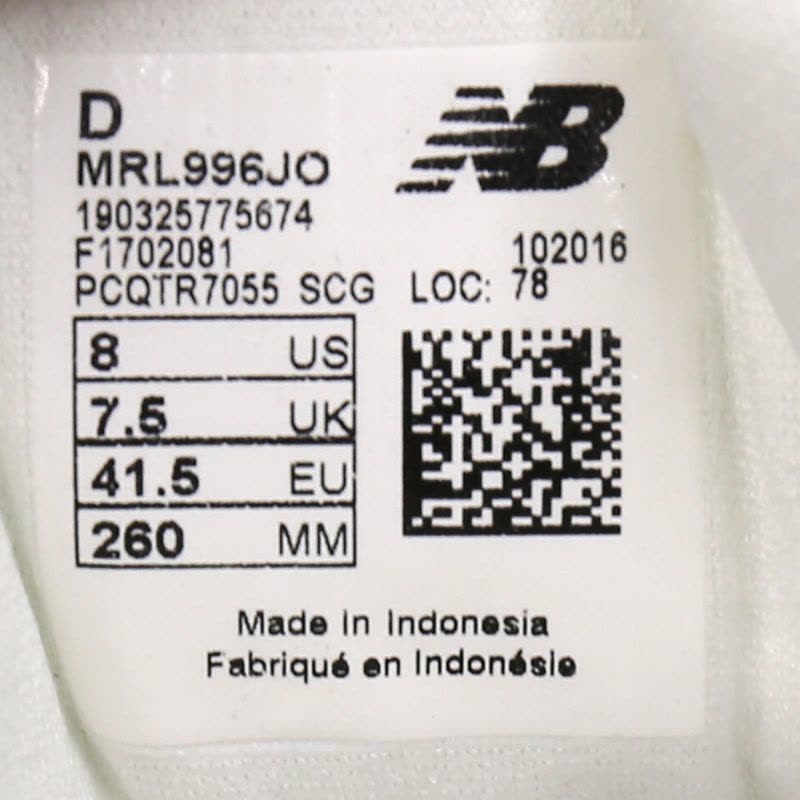 D
NB
MRL996JO
190325775674
F1702081 102016
PCQTR7055 SCG LOC: 78
8 US
7.5 UK
41.5 EU
260 MM
Made in Indonesia
Fabriqué en Indonésie